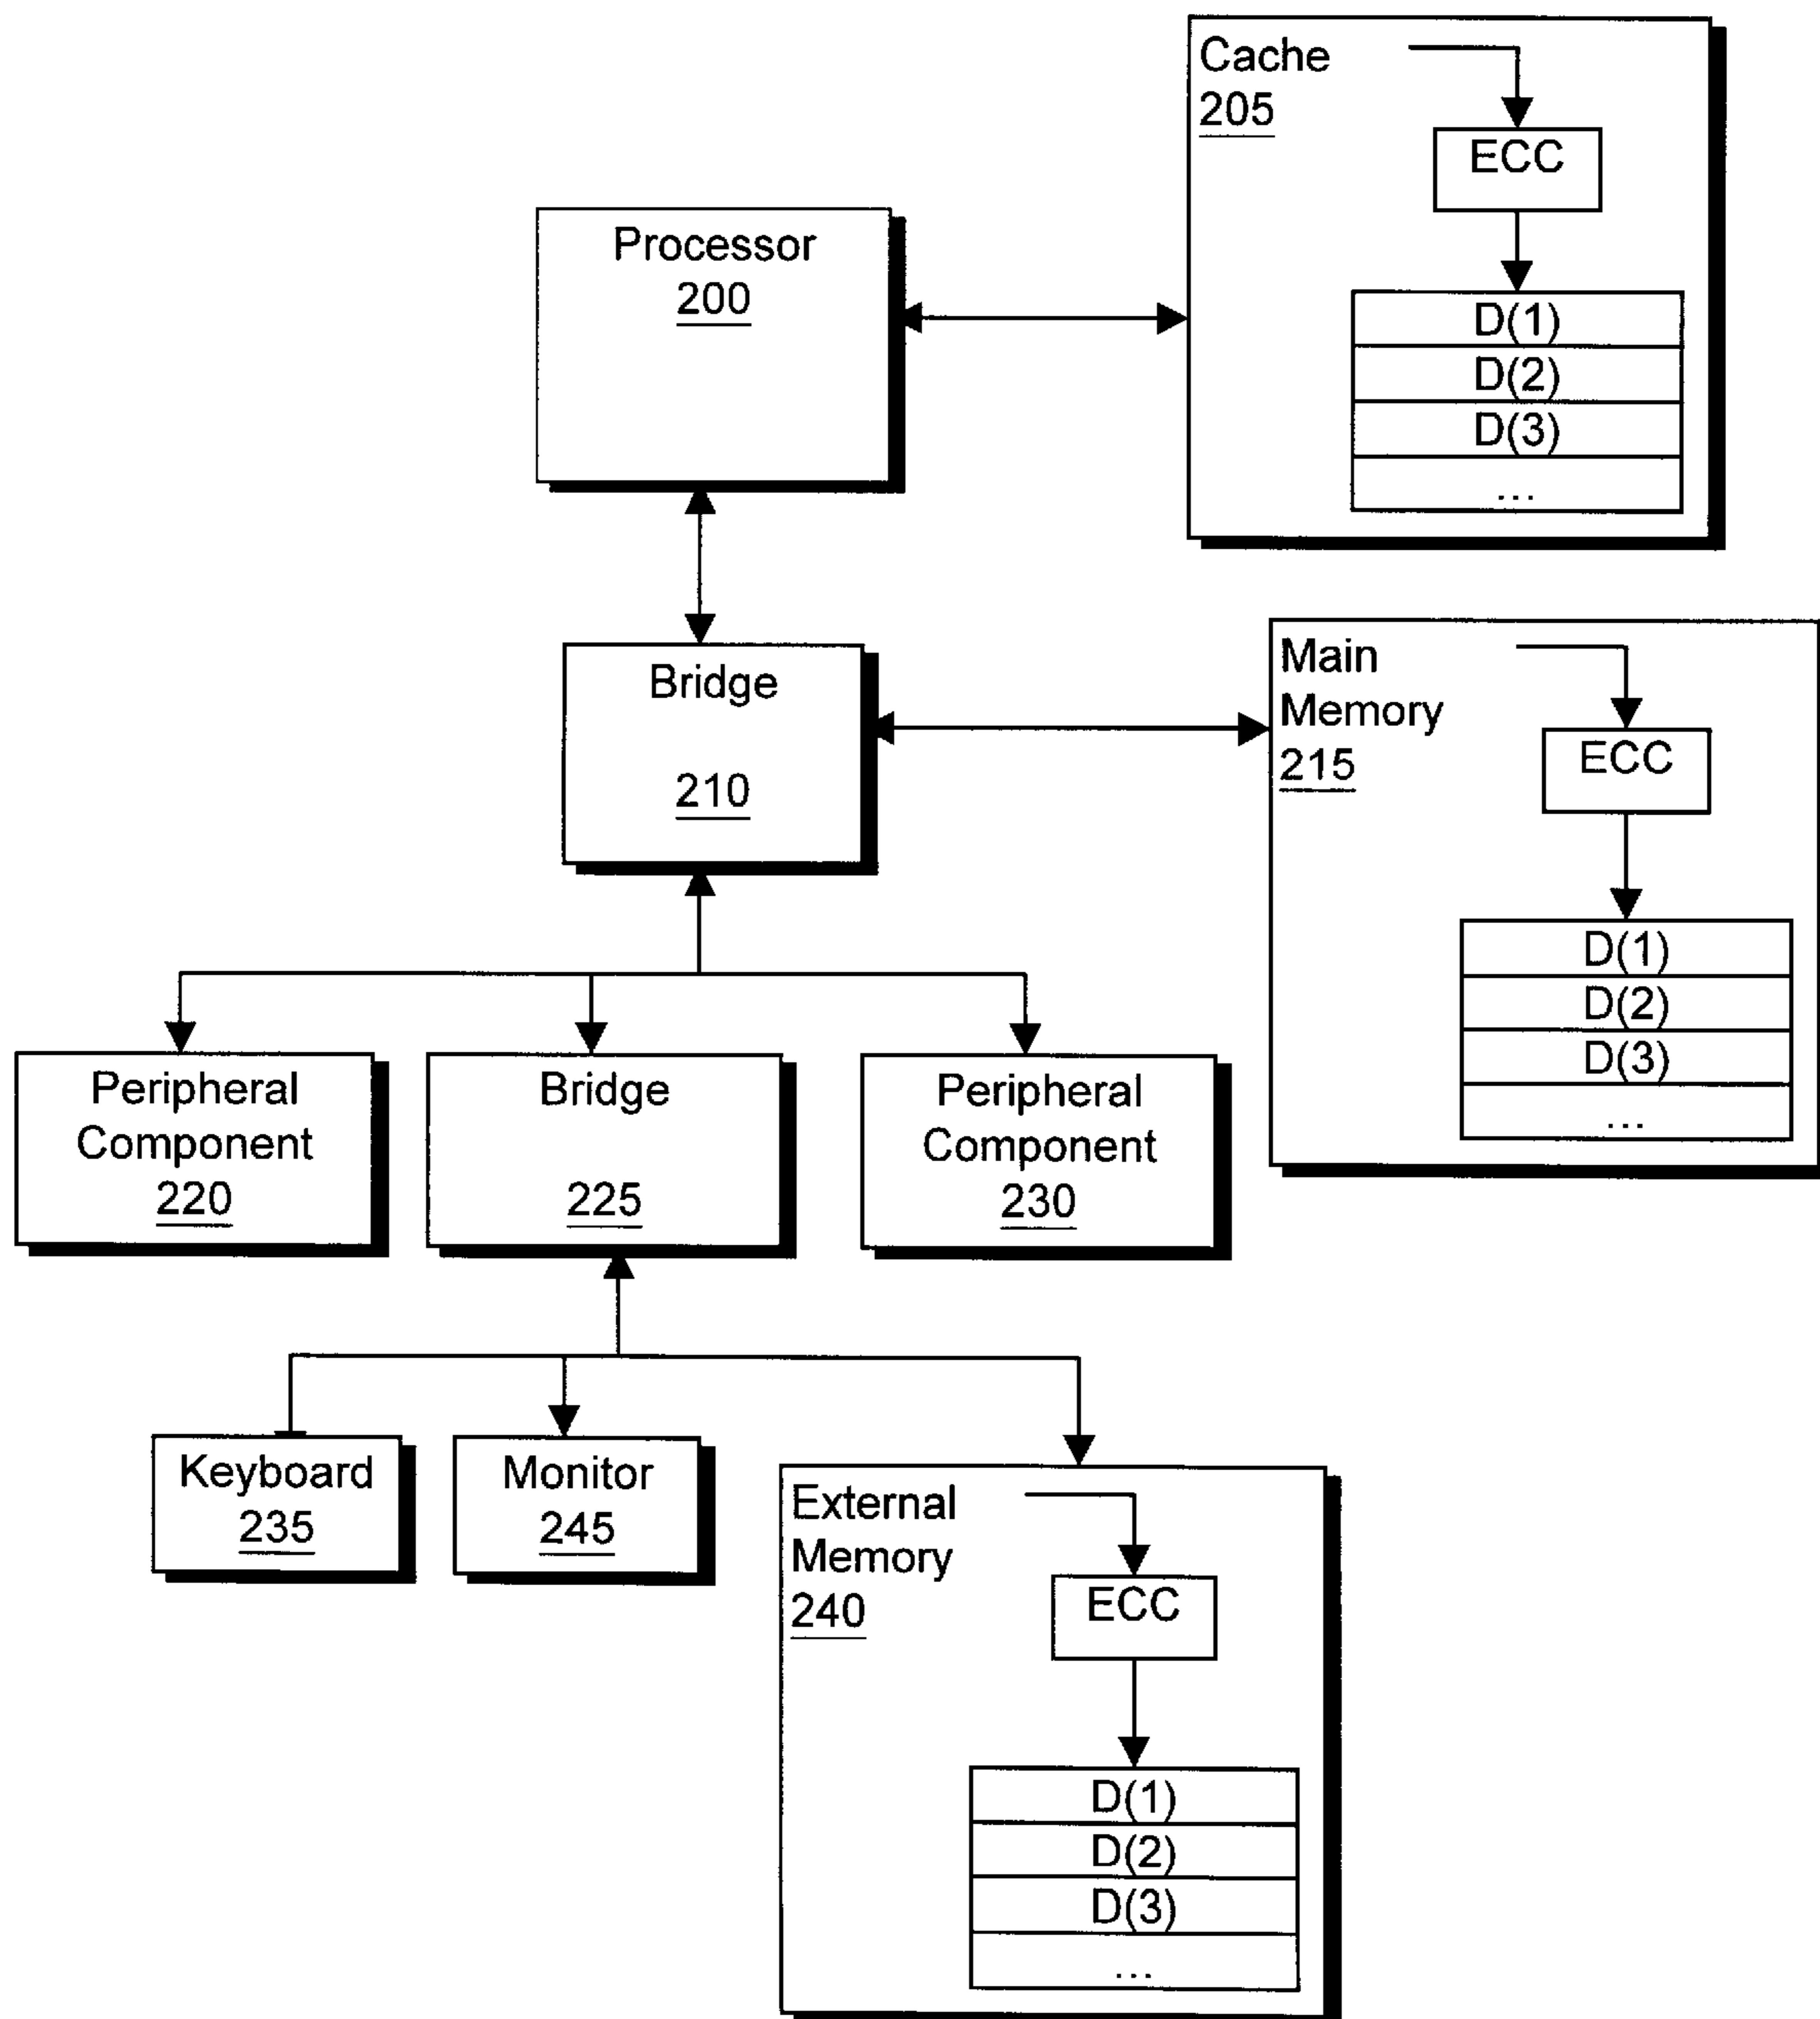 Cache
205
ECC
D(1)
D(2)
D(3)
...
Processor
200
Bridge
210
Main
Memory
215
ECC
D(1)
D(2)
D(3)
...
Peripheral
Component
220
Bridge
225
Peripheral
Component
230
Keyboard
235
Monitor
245
External
Memory
240
ECC
D(1)
D(2)
D(3)
...